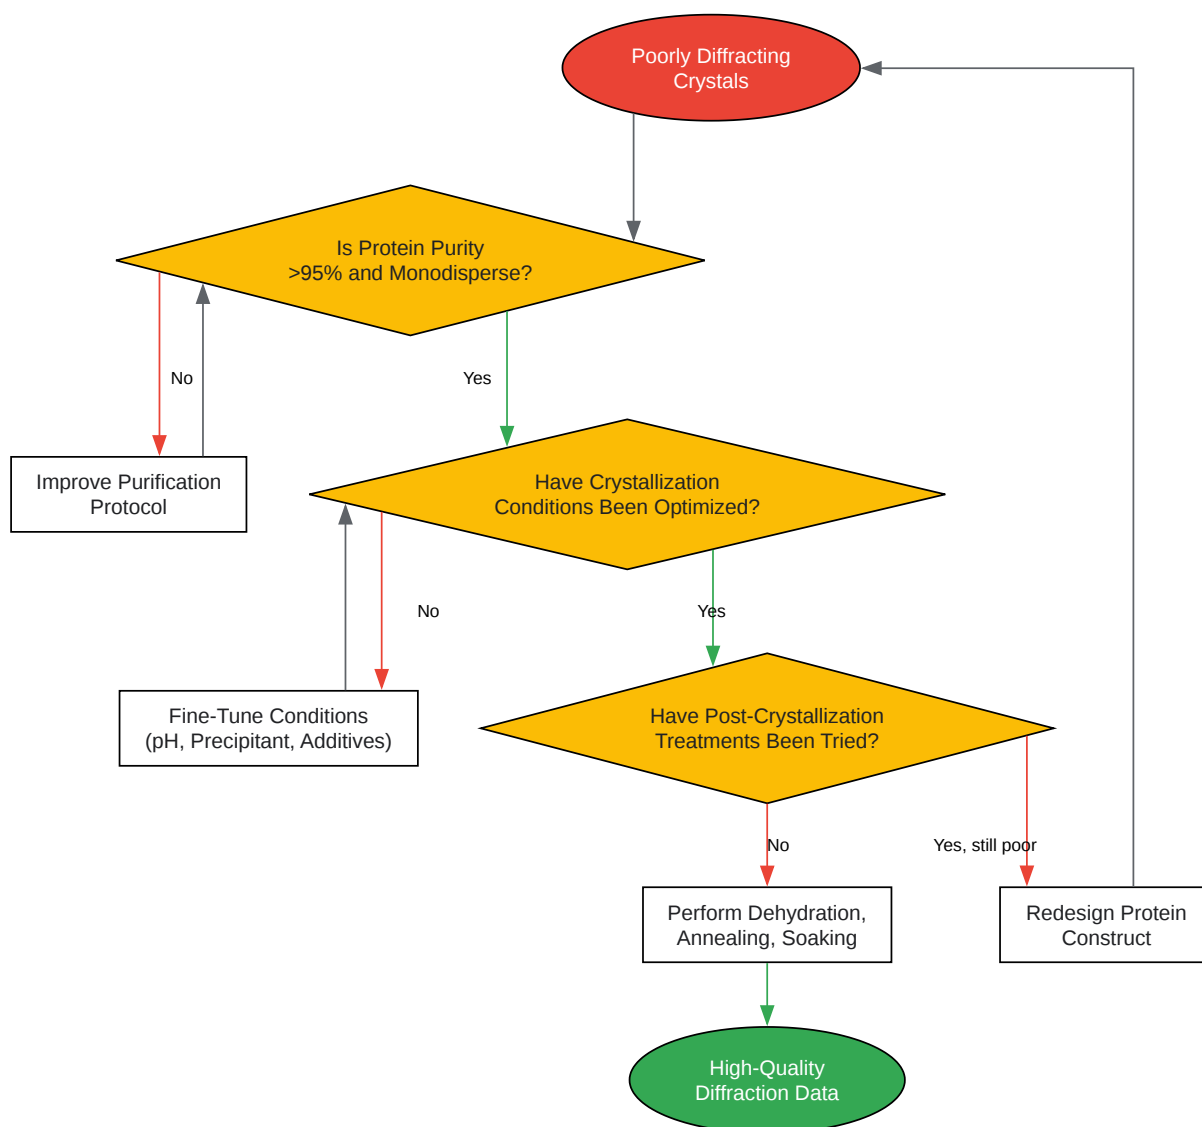 Poorly Diffracting
Crystals
Is Protein Purity
>95% and Monodisperse?
No
Yes
Improve Purification
Protocol
Have Crystallization
Conditions Been Optimized?
No
Yes
Fine-Tune Conditions
(pH, Precipitant, Additives)
Have Post-Crystallization
Treatments Been Tried?
No
Yes, still poor
Perform Dehydration,
Annealing, Soaking
Redesign Protein
Construct
High-Quality
Diffraction Data